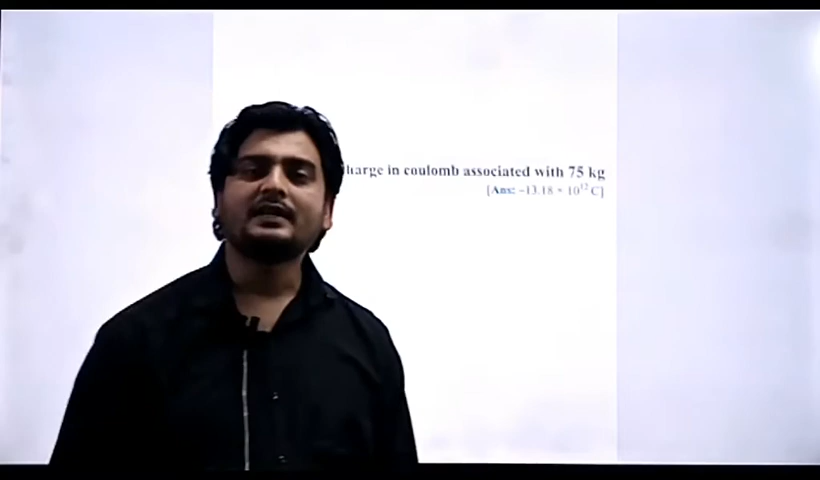 harge in coulomb associated with 75 kg
[Ans: –13.18 × 10¹² C]